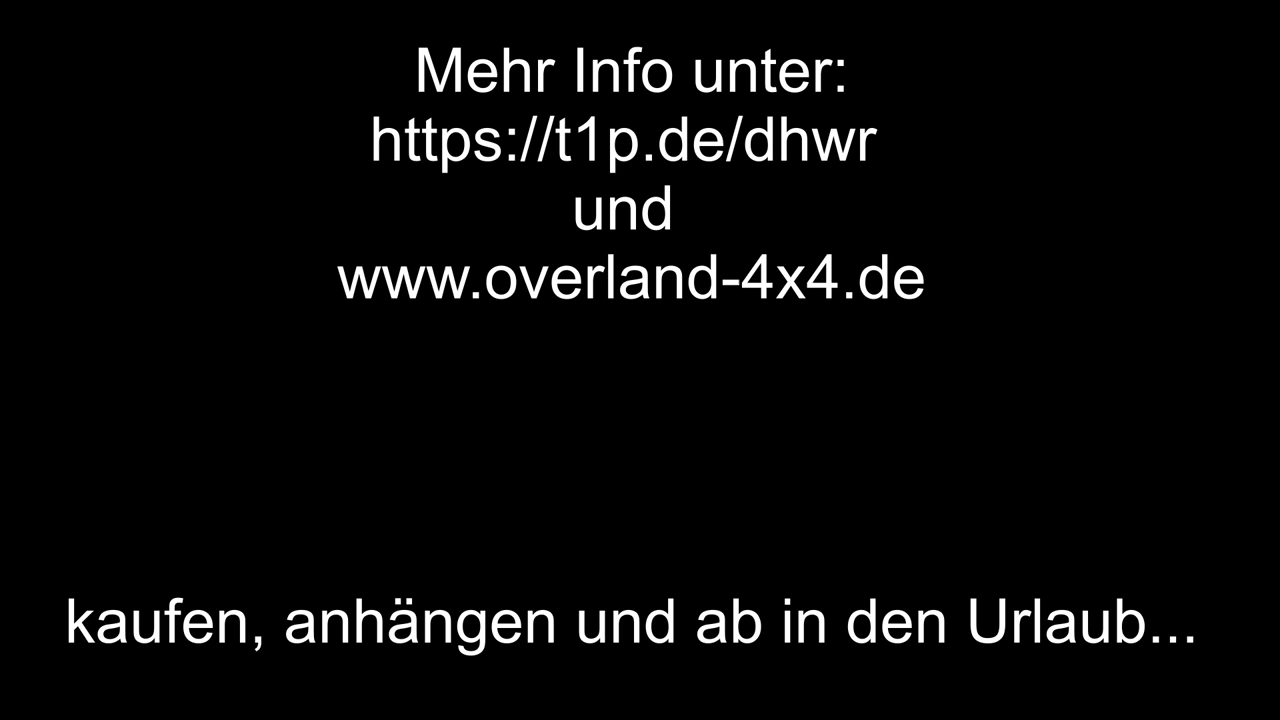 Mehr Info unter:
https://t1p.de/dhwr
und
www.overland-4x4.de
kaufen, anhängen und ab in den Urlaub...